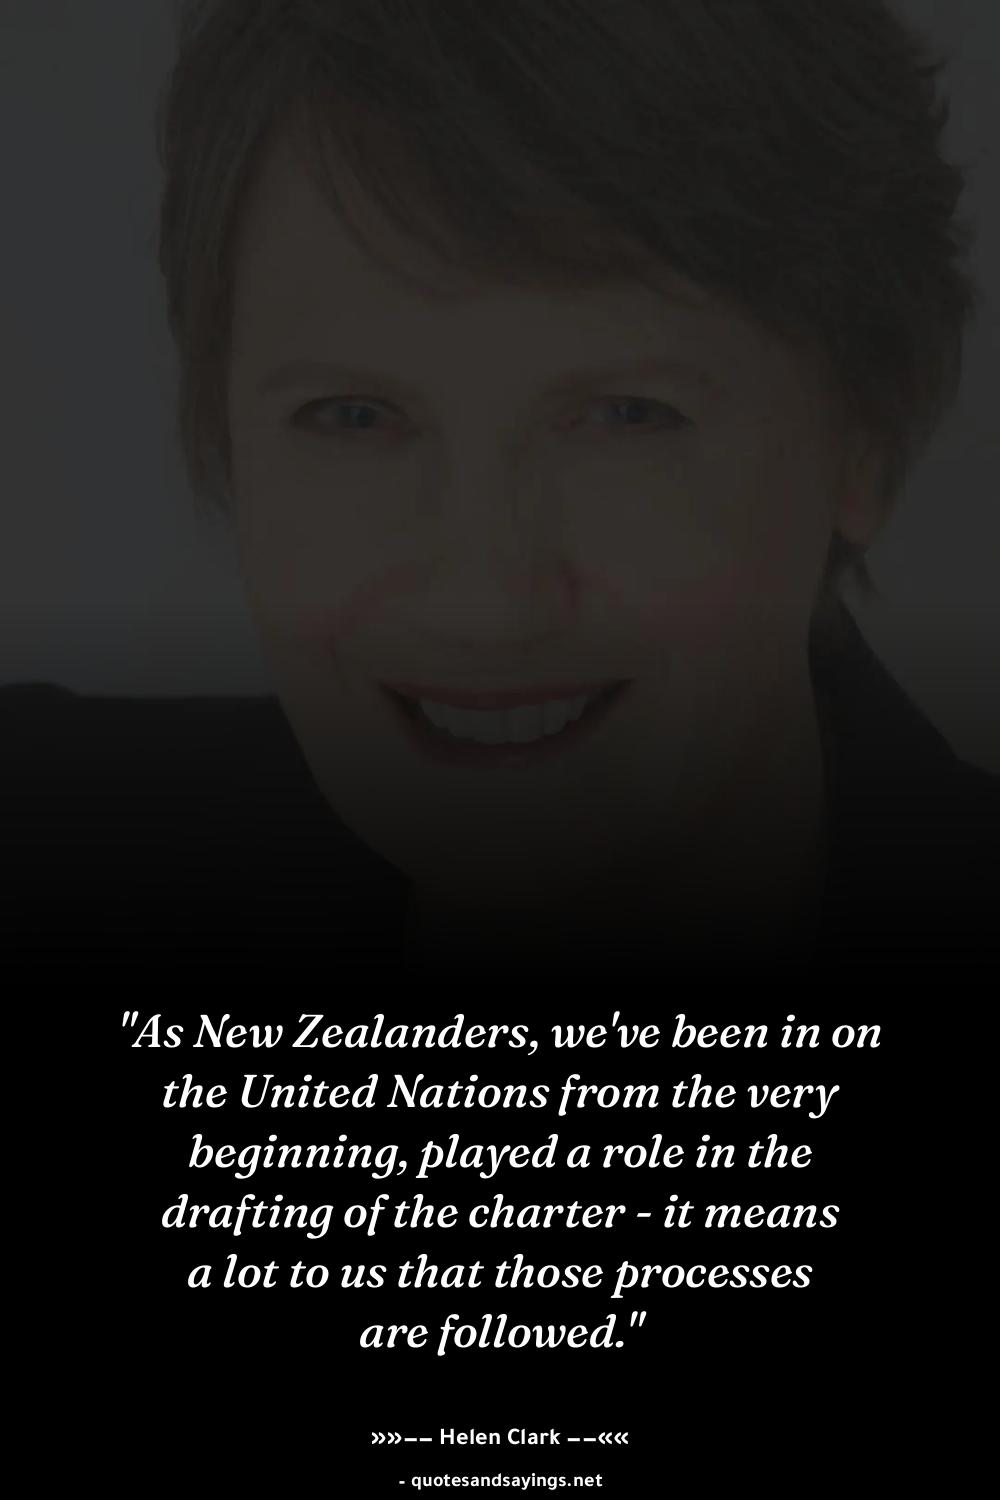 "As New Zealanders, we've been in on
the United Nations from the very
beginning, played a role in the
drafting of the charter - it means
a lot to us that those processes
are followed."
»»–– Helen Clark ––««
- quotesandsayings.net